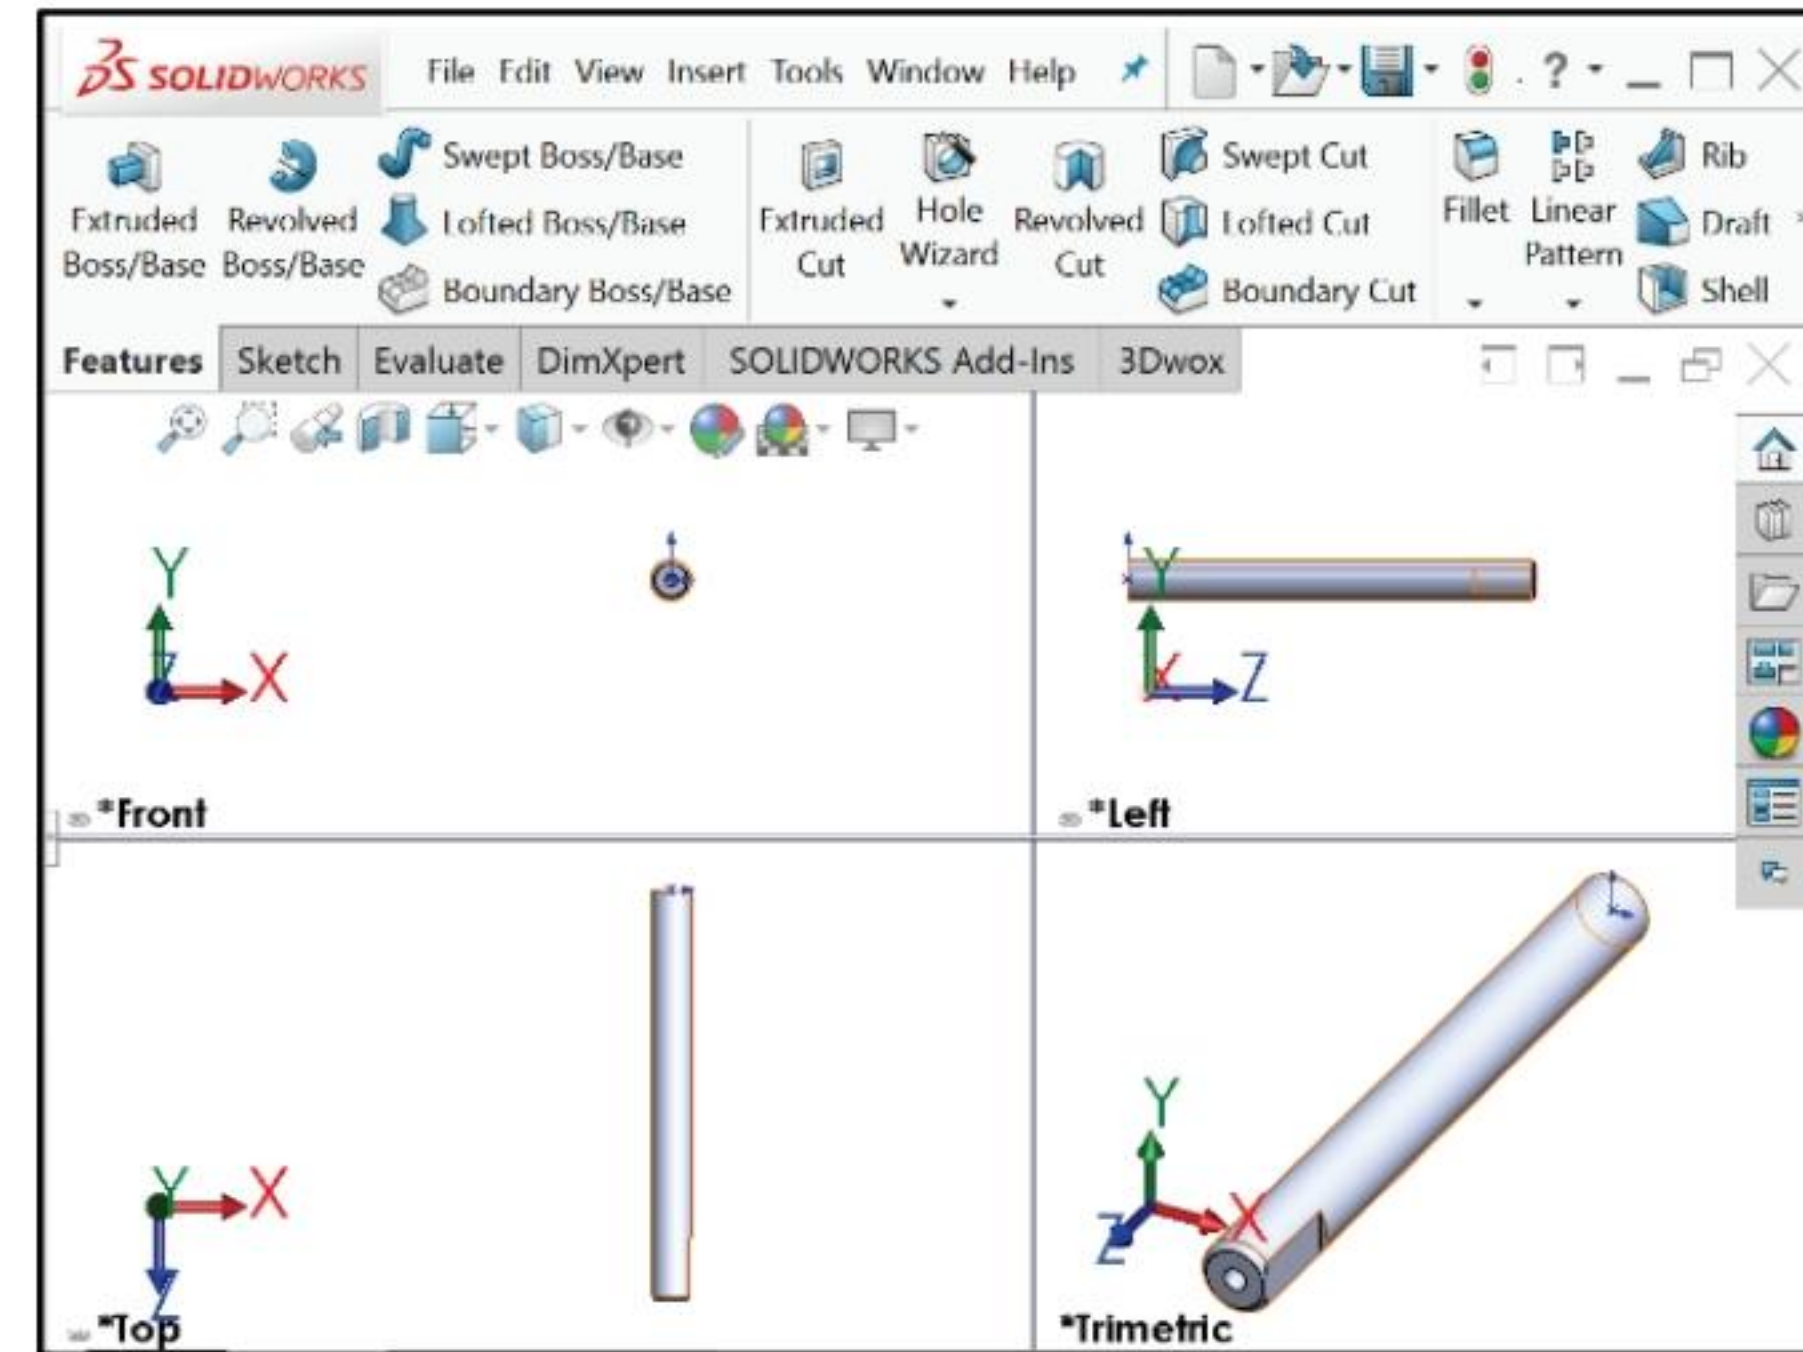 SOLIDWORKS File Edit View Insert Tools Window Help ?
Extruded Boss/Base
Revolved Boss/Base
Swept Boss/Base
Lofted Boss/Base
Boundary Boss/Base
Extruded Cut
Hole Wizard
Revolved Cut
Swept Cut
Lofted Cut
Boundary Cut
Fillet
Linear Pattern
Rib
Draft
Shell
Features Sketch Evaluate DimXpert SOLIDWORKS Add-Ins 3Dwox
Y
Z X
*Front
Y
X Z
*Left
Y X
Z
*Top
Y
X
Z
*Trimetric